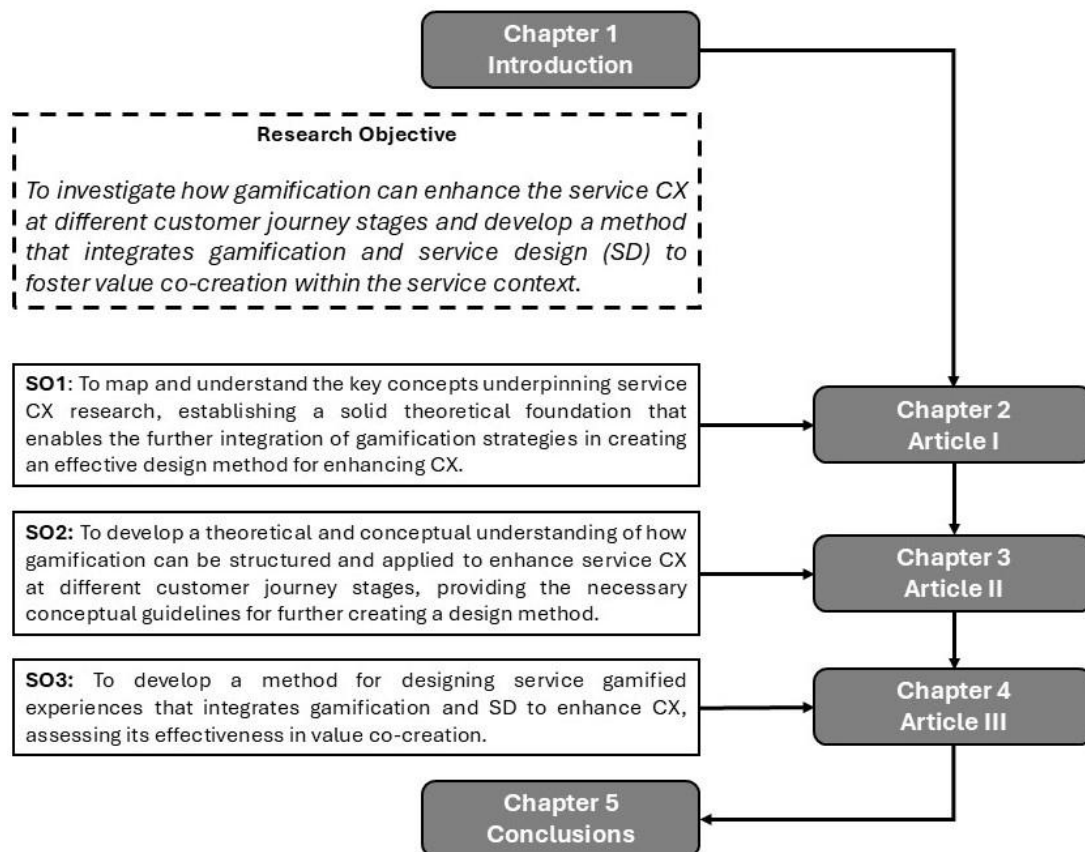 Chapter 1
Introduction
Research Objective
To investigate how gamification can enhance the service CX
at different customer journey stages and develop a method
that integrates gamification and service design (SD) to
foster value co-creation within the service context.
SO1: To map and understand the key concepts underpinning service
CX research, establishing a solid theoretical foundation that
enables the further integration of gamification strategies in creating
an effective design method for enhancing CX.
Chapter 2
Article I
SO2: To develop a theoretical and conceptual understanding of how
gamification can be structured and applied to enhance service CX
at different customer journey stages, providing the necessary
conceptual guidelines for further creating a design method.
Chapter 3
Article II
SO3: To develop a method for designing service gamified
experiences that integrates gamification and SD to enhance CX,
assessing its effectiveness in value co-creation.
Chapter 4
Article III
Chapter 5
Conclusions